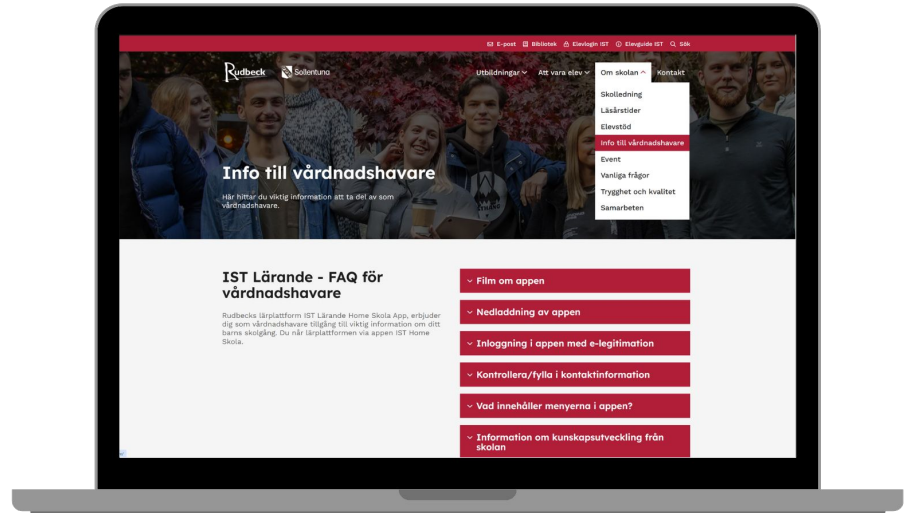 E-post Bibliotek Elevlogin IST Elevguide IST Sök
Rudbeck Sollentuna
Utbildningar Att vara elev Om skolan Kontakt
Skolledning
Läsårstider
Elevstöd
Info till vårdnadshavare
Event
Vanliga frågor
Trygghet och kvalitet
Samarbeten
Info till vårdnadshavare
Här hittar du viktig information att ta del av som
vårdnadshavare.
IST Lärande - FAQ för
vårdnadshavare
Rudbecks lärplattform IST Lärande Home Skola App, erbjuder
dig som vårdnadshavare tillgång till viktig information om ditt
barns skolgång. Du når lärplattformen via appen IST Home
Skola.
Film om appen
Nedladdning av appen
Inloggning i appen med e-legitimation
Kontrollera/fylla i kontaktinformation
Vad innehåller menyerna i appen?
Information om kunskapsutveckling från
skolan